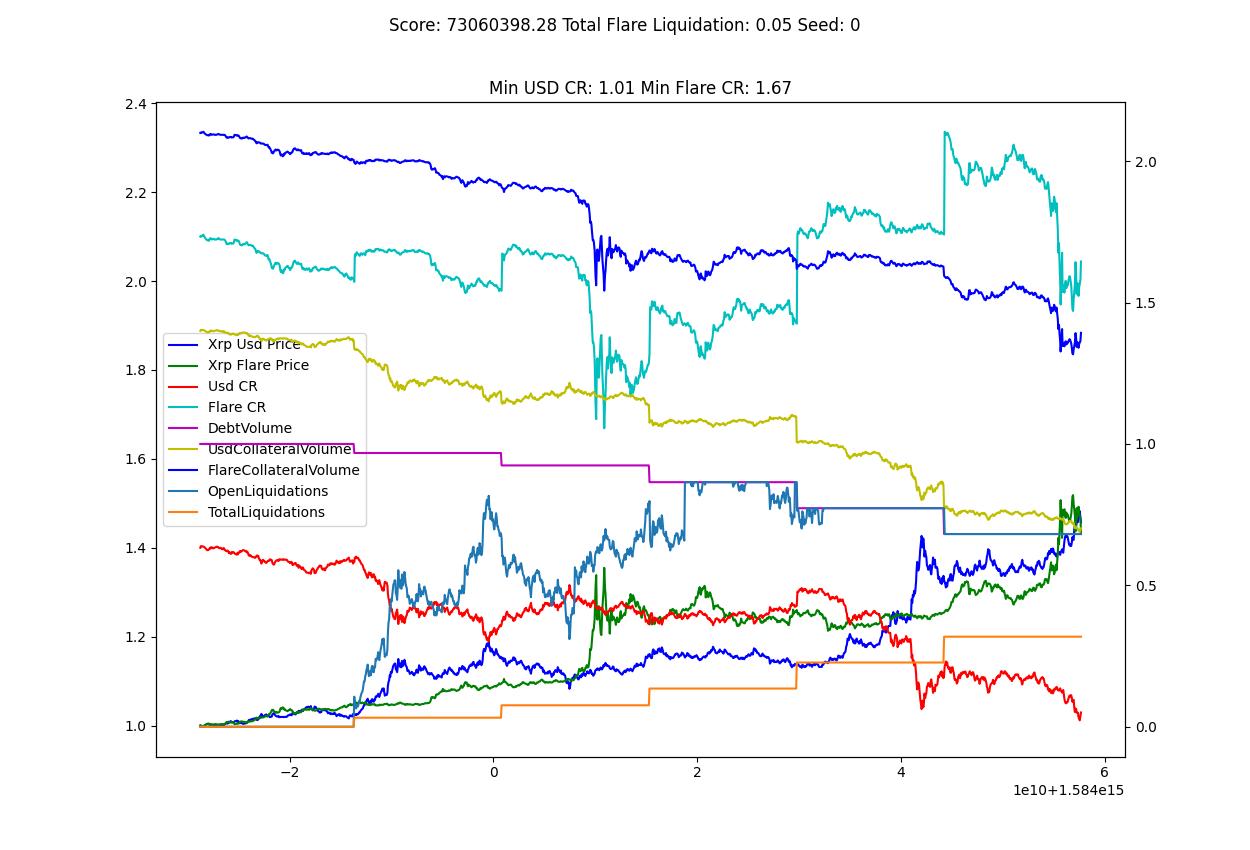 Score: 73060398.28 Total Flare Liquidation: 0.05 Seed: 0
Min USD CR: 1.01 Min Flare CR: 1.67
2.4
2.2
2.0
1.8
1.6
1.4
1.2
1.0
Xrp Usd Price
Xrp Flare Price
Usd CR
Flare CR
DebtVolume
UsdCollateralVolume
FlareCollateralVolume
OpenLiquidations
TotalLiquidations
2.0
1.5
1.0
0.5
0.0
−2 0 2 4 6
1e10+1.584e15